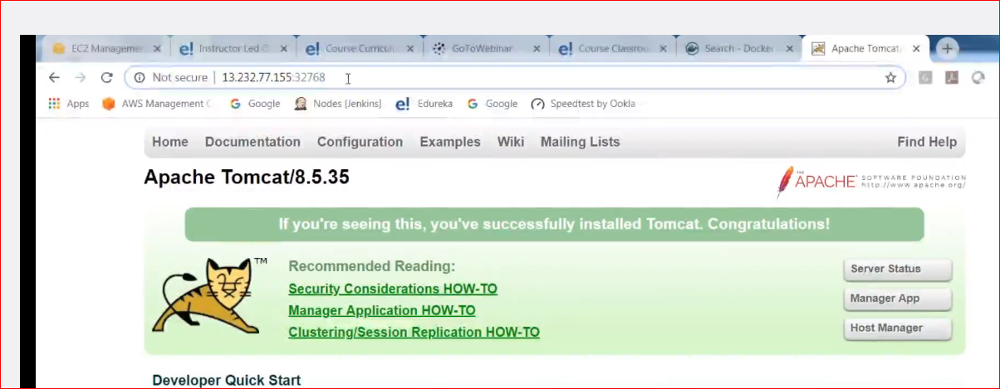 EC2 Managemer
Instructor Led O
Course Curricul
GoToWebinar
Course Classroo
Search - Docker
Apache Tomcat/
Not secure | 13.232.77.155:32768
Apps
AWS Management C
Google
Nodes [Jenkins]
Edureka
Google
Speedtest by Ookla
Home Documentation Configuration Examples Wiki Mailing Lists Find Help
Apache Tomcat/8.5.35
THE
APACHE SOFTWARE FOUNDATION
http://www.apache.org/
If you're seeing this, you've successfully installed Tomcat. Congratulations!
TM
Recommended Reading:
Security Considerations HOW-TO
Manager Application HOW-TO
Clustering/Session Replication HOW-TO
Server Status
Manager App
Host Manager
Developer Quick Start